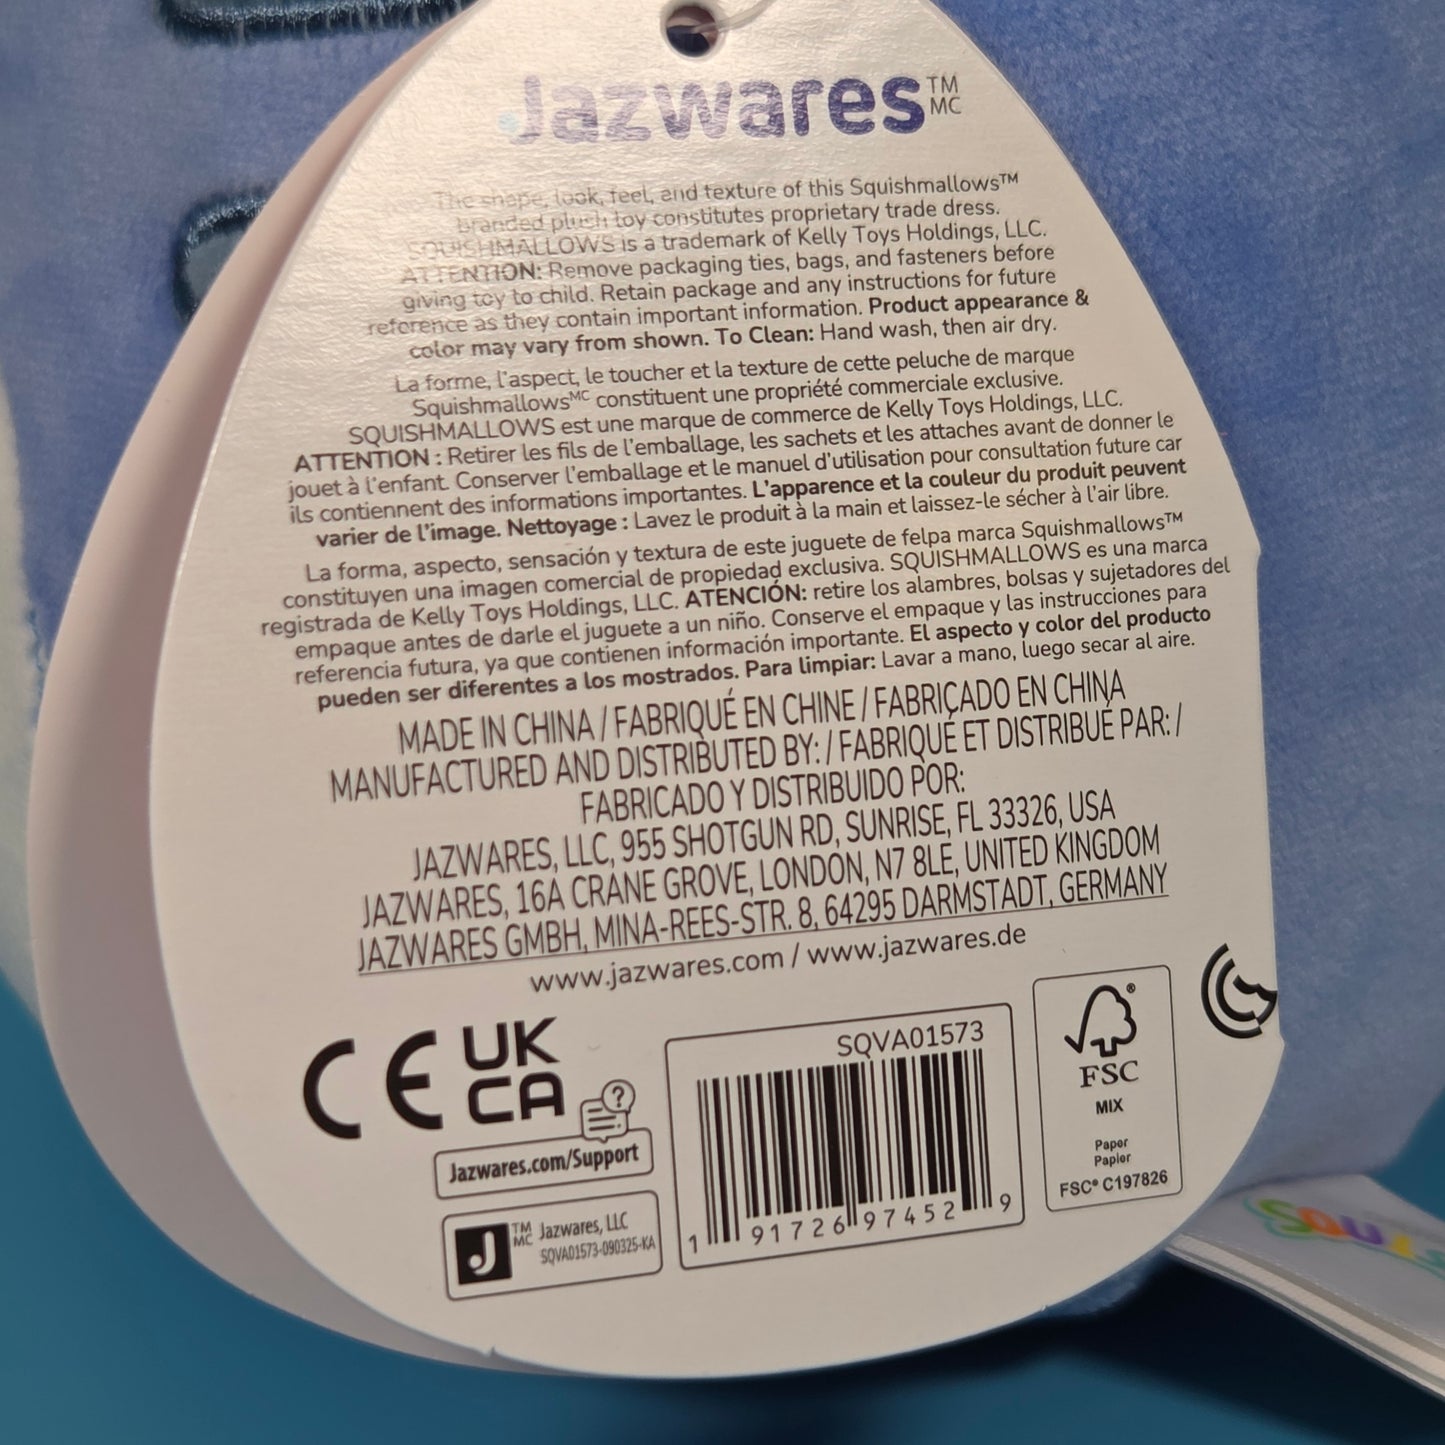 Jazwares TM MC
The shape, look, feel, and texture of this Squishmallows™
branded plush toy constitutes proprietary trade dress.
SQUISHMALLOWS is a trademark of Kelly Toys Holdings, LLC.
ATTENTION: Remove packaging ties, bags, and fasteners before
giving toy to child. Retain package and any instructions for future
reference as they contain important information. Product appearance &
color may vary from shown. To Clean: Hand wash, then air dry.
La forme, l'aspect, le toucher et la texture de cette peluche de marque
SquishmallowsMC constituent une propriété commerciale exclusive.
SQUISHMALLOWS est une marque de commerce de Kelly Toys Holdings, LLC.
ATTENTION : Retirer les fils de l'emballage, les sachets et les attaches avant de donner le
jouet à l'enfant. Conserver l'emballage et le manuel d'utilisation pour consultation future car
ils contiennent des informations importantes. L'apparence et la couleur du produit peuvent
varier de l'image. Nettoyage : Lavez le produit à la main et laissez-le sécher à l'air libre.
La forma, aspecto, sensación y textura de este juguete de felpa marca Squishmallows™
constituyen una imagen comercial de propiedad exclusiva. SQUISHMALLOWS es una marca
registrada de Kelly Toys Holdings, LLC. ATENCIÓN: retire los alambres, bolsas y sujetadores del
empaque antes de darle el juguete a un niño. Conserve el empaque y las instrucciones para
referencia futura, ya que contienen información importante. El aspecto y color del producto
pueden ser diferentes a los mostrados. Para limpiar: Lavar a mano, luego secar al aire.
MADE IN CHINA / FABRIQUÉ EN CHINE / FABRIÇADO EN CHINA
MANUFACTURED AND DISTRIBUTED BY: / FABRIQUÉ ET DISTRIBUÉ PAR: /
FABRICADO Y DISTRIBUIDO POR:
JAZWARES, LLC, 955 SHOTGUN RD, SUNRISE, FL 33326, USA
JAZWARES, 16A CRANE GROVE, LONDON, N7 8LE, UNITED KINGDOM
JAZWARES GMBH, MINA-REES-STR. 8, 64295 DARMSTADT, GERMANY
www.jazwares.com / www.jazwares.de
CE
UK
CA
?
Jazwares.com/Support
J TM MC Jazwares, LLC
SQVA01573-090325-KA
SQVA01573
1 91726 97452 9
®
FSC
MIX
Paper
Papier
FSC® C197826